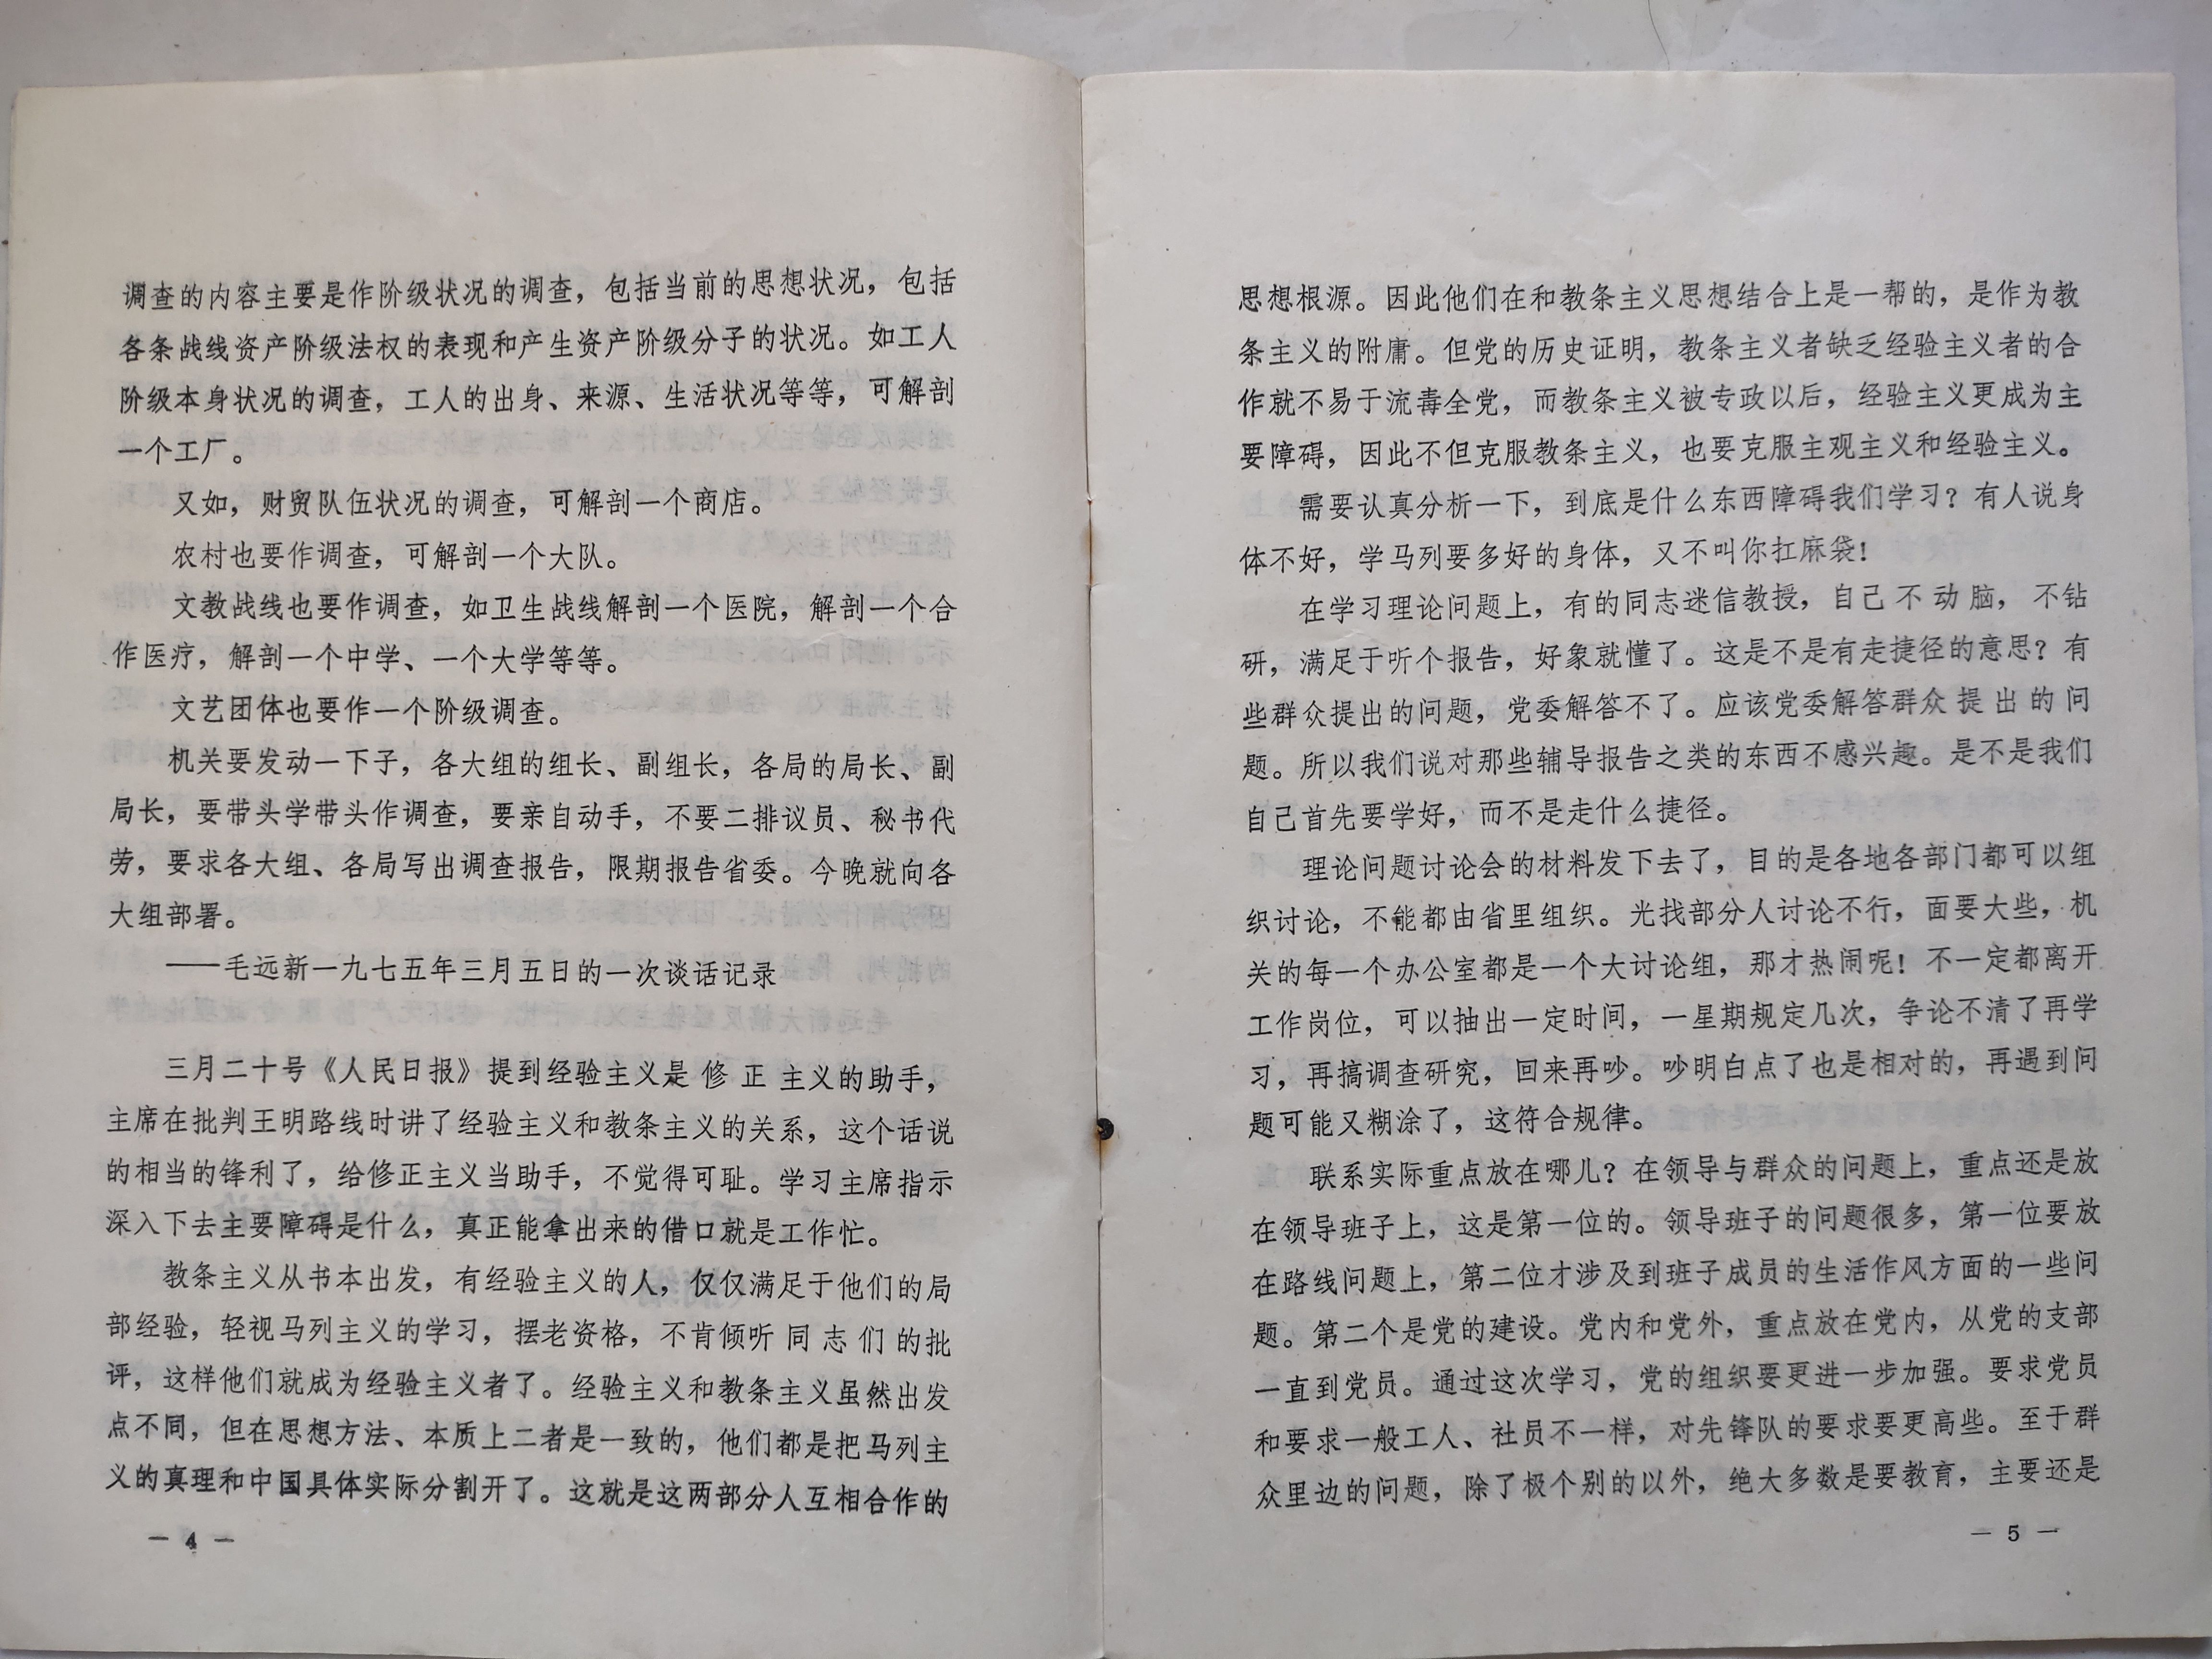 调查的内容主要是作阶级状况的调查，包括当前的思想状况，包括
各条战线资产阶级法权的表现和产生资产阶级分子的状况。如工人
阶级本身状况的调查，工人的出身、来源、生活状况等等，可解剖
一个工厂。
又如，财贸队伍状况的调查，可解剖一个商店。
农村也要作调查，可解剖一个大队。
文教战线也要作调查，如卫生战线解剖一个医院，解剖一个合
作医疗，解剖一个中学、一个大学等等。
文艺团体也要作一个阶级调查。
机关要发动一下子，各大组的组长、副组长，各局的局长、副
局长，要带头学带头作调查，要亲自动手，不要二排议员、秘书代
劳，要求各大组、各局写出调查报告，限期报告省委。今晚就向各
大组部署。
——毛远新一九七五年三月五日的一次谈话记录
三月二十号《人民日报》提到经验主义是修正主义的助手，
主席在批判王明路线时讲了经验主义和教条主义的关系，这个话说
的相当的锋利了，给修正主义当助手，不觉得可耻。学习主席指示
深入下去主要障碍是什么，真正能拿出来的借口就是工作忙。
教条主义从书本出发，有经验主义的人，仅仅满足于他们的局
部经验，轻视马列主义的学习，摆老资格，不肯倾听同志们的批
评，这样他们就成为经验主义者了。经验主义和教条主义虽然出发
点不同，但在思想方法、本质上二者是一致的，他们都是把马列主
义的真理和中国具体实际分割开了。这就是这两部分人互相合作的
— 4 —
思想根源。因此他们在和教条主义思想结合上是一帮的，是作为教
条主义的附庸。但党的历史证明，教条主义者缺乏经验主义者的合
作就不易于流毒全党，而教条主义被专政以后，经验主义更成为主
要障碍，因此不但克服教条主义，也要克服主观主义和经验主义。
需要认真分析一下，到底是什么东西障碍我们学习？有人说身
体不好，学马列要多好的身体，又不叫你扛麻袋！
在学习理论问题上，有的同志迷信教授，自己不动脑，不钻
研，满足于听个报告，好象就懂了。这是不是有走捷径的意思？有
些群众提出的问题，党委解答不了。应该党委解答群众提出的问
题。所以我们说对那些辅导报告之类的东西不感兴趣。是不是我们
自己首先要学好，而不是走什么捷径。
理论问题讨论会的材料发下去了，目的是各地各部门都可以组
织讨论，不能都由省里组织。光找部分人讨论不行，面要大些，机
关的每一个办公室都是一个大讨论组，那才热闹呢！不一定都离开
工作岗位，可以抽出一定时间，一星期规定几次，争论不清了再学
习，再搞调查研究，回来再吵。吵明白点了也是相对的，再遇到问
题可能又糊涂了，这符合规律。
联系实际重点放在哪儿？在领导与群众的问题上，重点还是放
在领导班子上，这是第一位的。领导班子的问题很多，第一位要放
在路线问题上，第二位才涉及到班子成员的生活作风方面的一些问
题。第二个是党的建设。党内和党外，重点放在党内，从党的支部
一直到党员。通过这次学习，党的组织要更进一步加强。要求党员
和要求一般工人、社员不一样，对先锋队的要求要更高些。至于群
众里边的问题，除了极个别的以外，绝大多数是要教育，主要还是
— 5 —